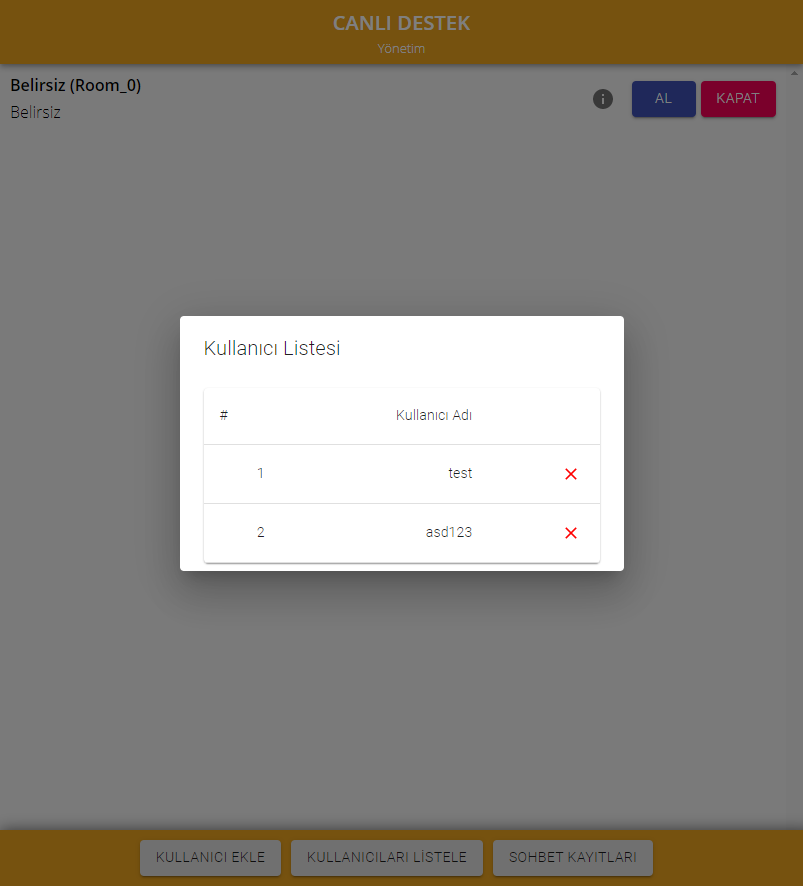 CANLI DESTEK
Yönetim
Belirsiz (Room_0)
Belirsiz
AL
KAPAT
Kullanıcı Listesi
# Kullanıcı Adı
1 test
2 asd123
KULLANICI EKLE
KULLANICILARI LİSTELE
SOHBET KAYITLARI